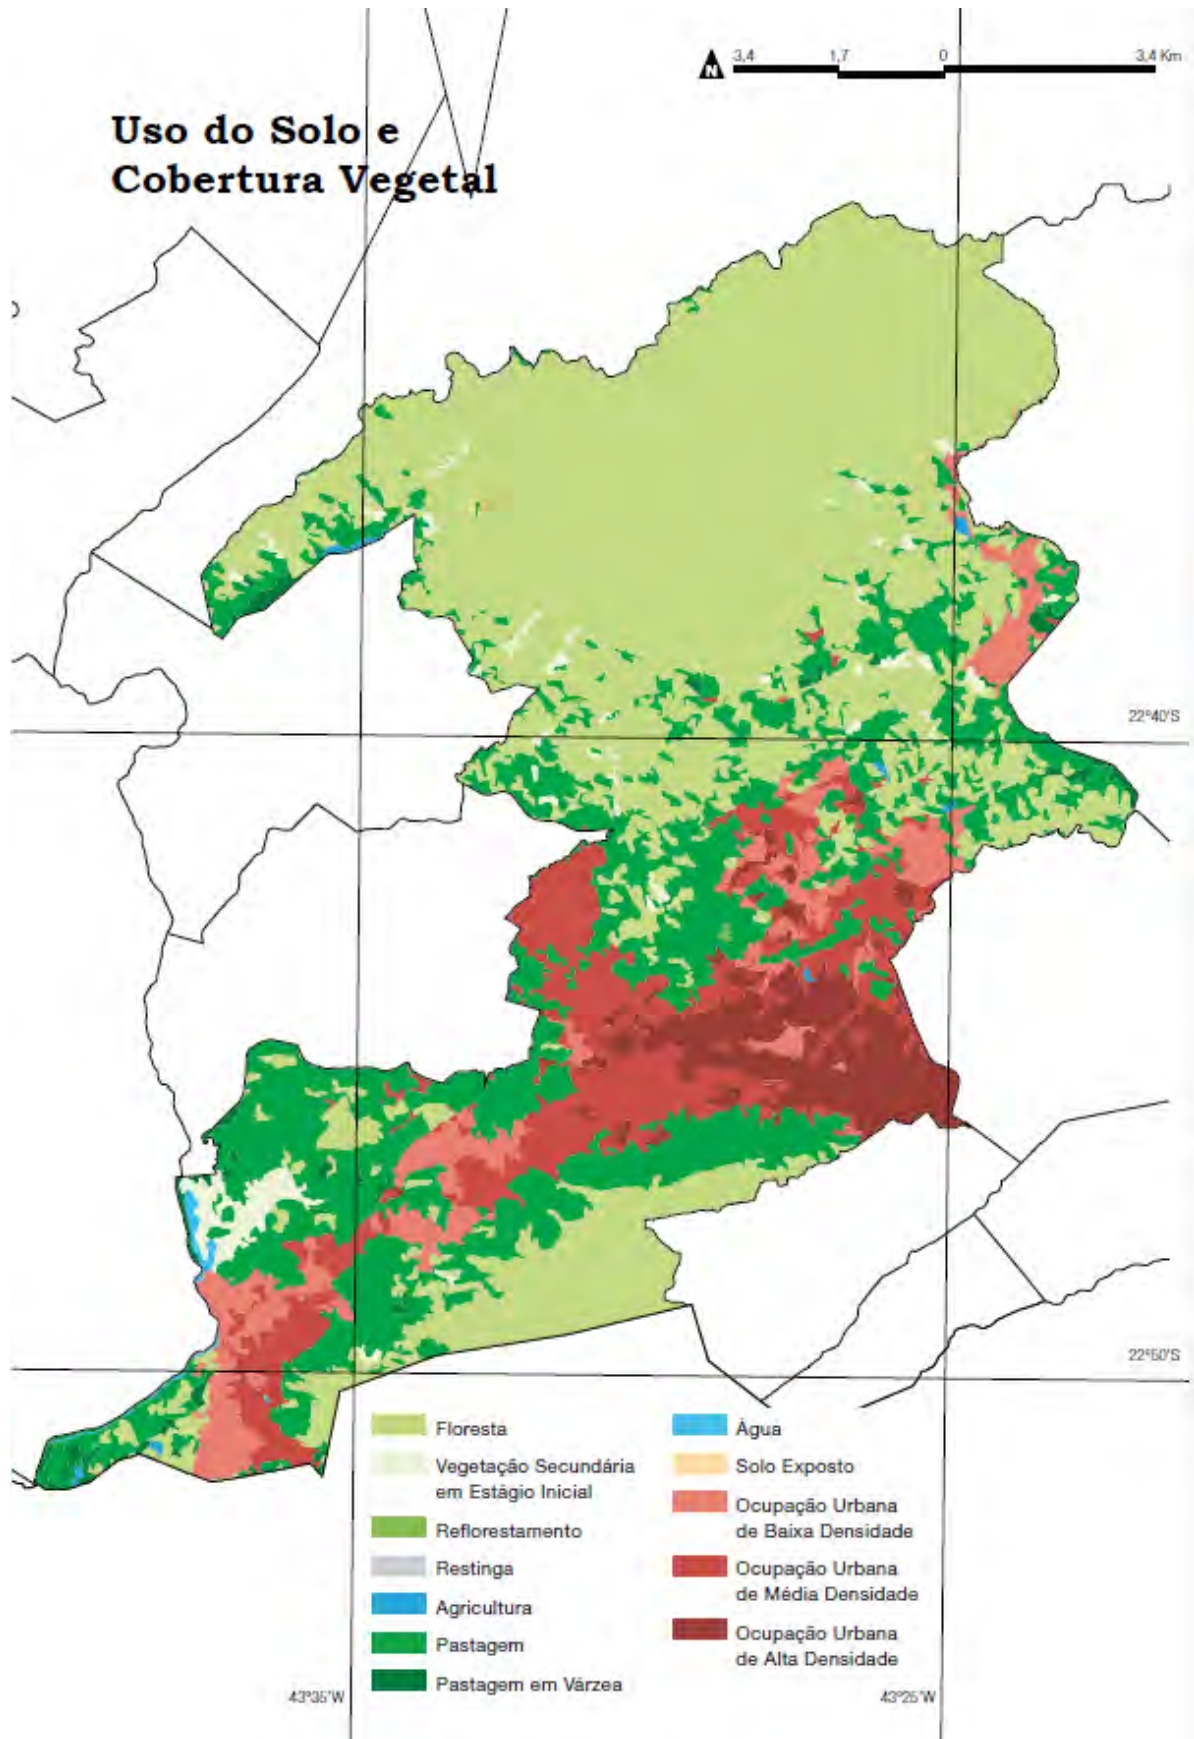 N
3,4 1,7 0 3,4 Km
Uso do Solo e
Cobertura Vegetal
22°40'S
22°50'S
Floresta
Vegetação Secundária
em Estágio Inicial
Reflorestamento
Restinga
Agricultura
Pastagem
Pastagem em Várzea
Água
Solo Exposto
Ocupação Urbana
de Baixa Densidade
Ocupação Urbana
de Média Densidade
Ocupação Urbana
de Alta Densidade
43°35'W
43°25'W